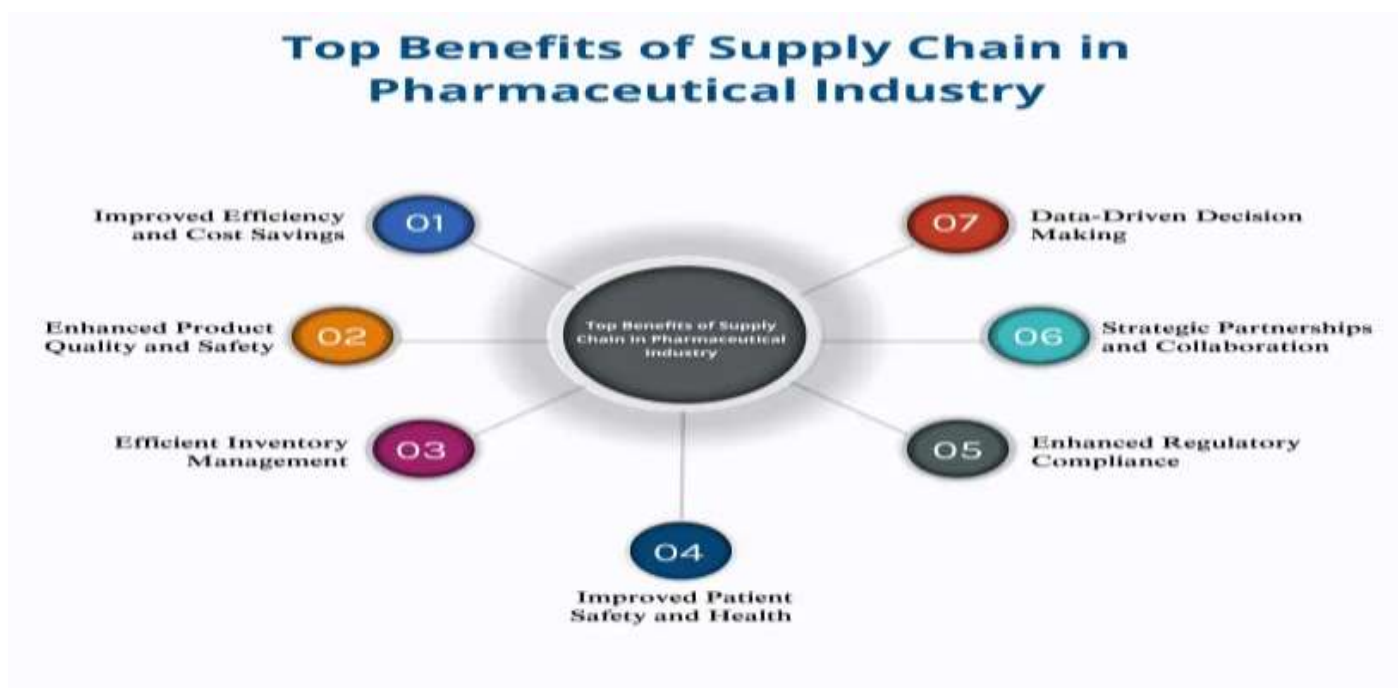 Top Benefits of Supply Chain in
Pharmaceutical Industry
01
Improved Efficiency
and Cost Savings
02
Enhanced Product
Quality and Safety
03
Efficient Inventory
Management
Top Benefits of Supply
Chain in Pharmaceutical
Industry
04
Improved Patient
Safety and Health
05
Enhanced Regulatory
Compliance
06
Strategic Partnerships
and Collaboration
07
Data-Driven Decision
Making